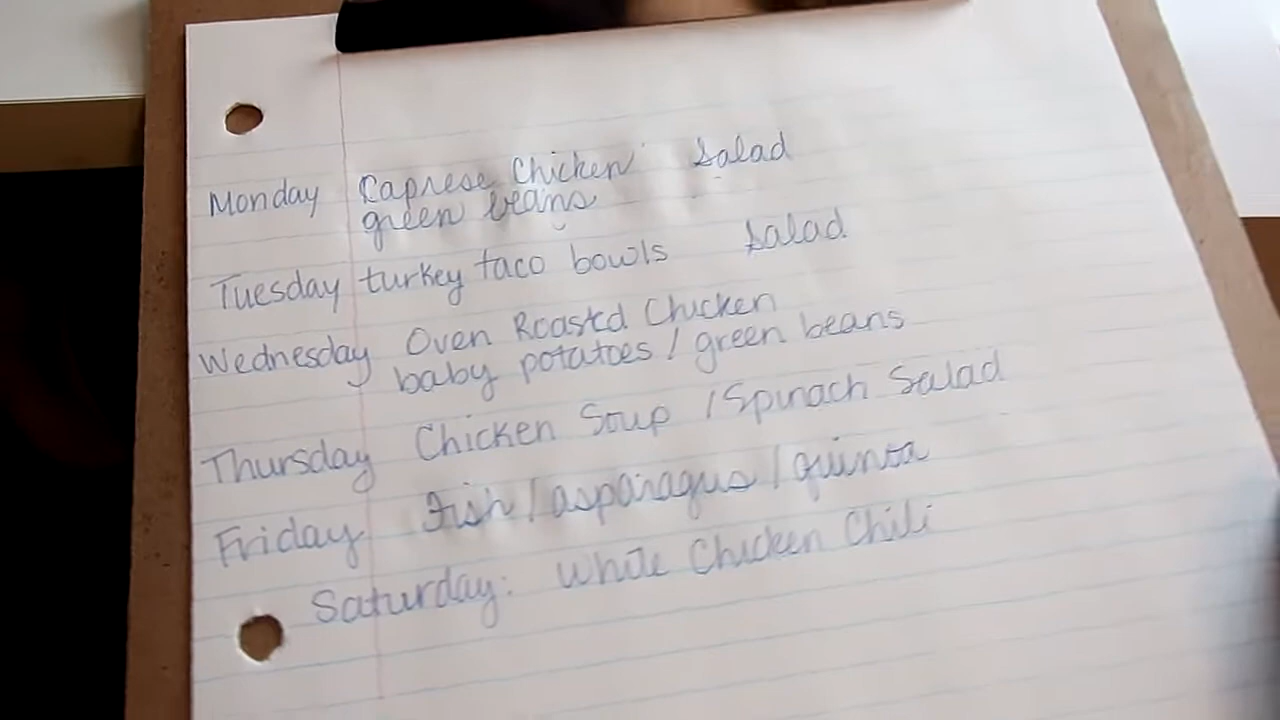 Monday Caprese Chicken Salad
green beans
Tuesday turkey taco bowls Salad
Wednesday Oven Roasted Chicken
baby potatoes / green beans
Thursday Chicken Soup / Spinach Salad
Friday Fish / asparagus / quinoa
Saturday: White Chicken Chili